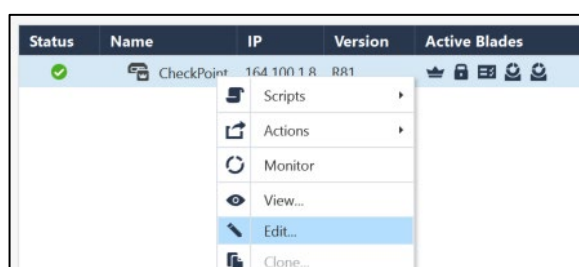 Status Name IP Version Active Blades
CheckPoint 164.100.1.8 R81
Scripts
Actions
Monitor
View...
Edit...
Clone...